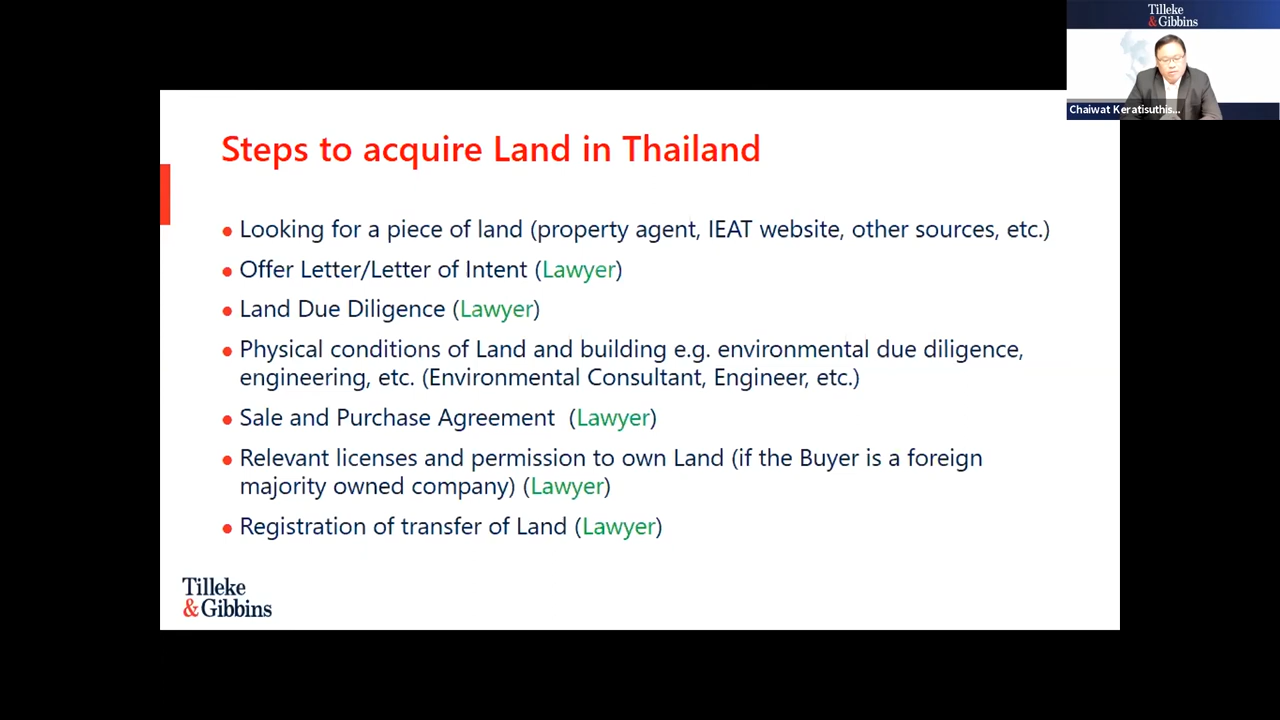 Tilleke
& Gibbins
Chaiwat Keratisuthis...
Steps to acquire Land in Thailand
• Looking for a piece of land (property agent, IEAT website, other sources, etc.)
• Offer Letter/Letter of Intent (Lawyer)
• Land Due Diligence (Lawyer)
• Physical conditions of Land and building e.g. environmental due diligence,
engineering, etc. (Environmental Consultant, Engineer, etc.)
• Sale and Purchase Agreement  (Lawyer)
• Relevant licenses and permission to own Land (if the Buyer is a foreign
majority owned company) (Lawyer)
• Registration of transfer of Land (Lawyer)
Tilleke
& Gibbins